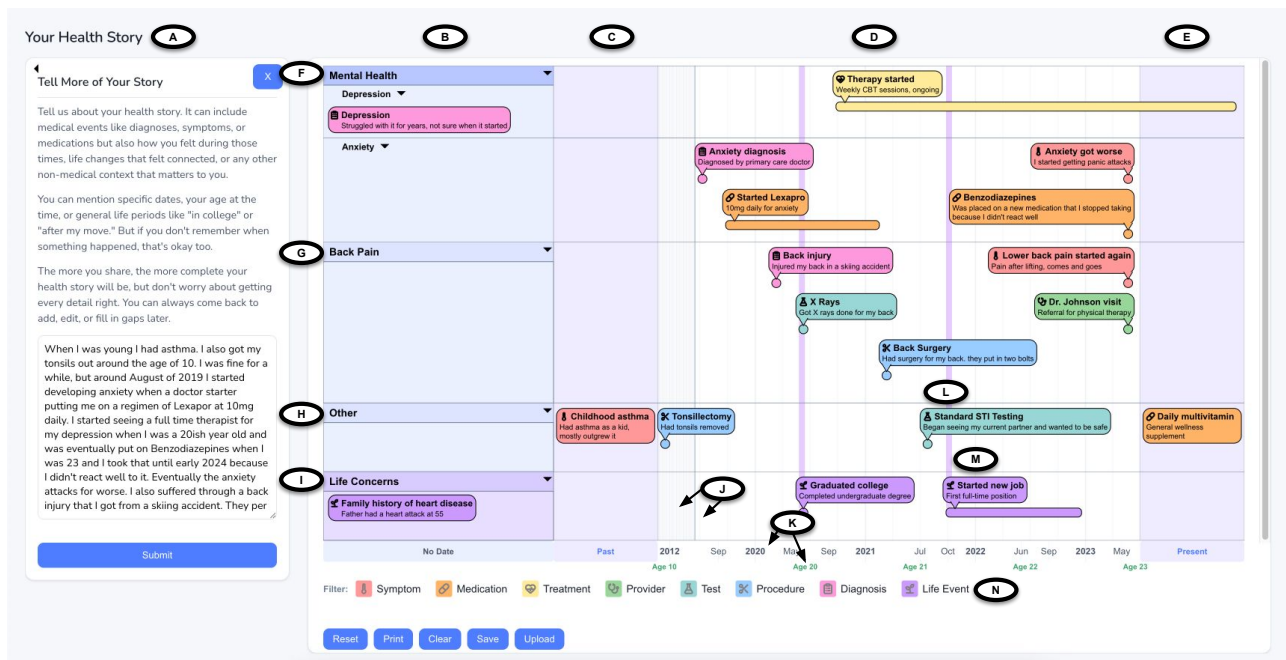 Your Health Story
A
B
C
D
E
Tell More of Your Story
X
Tell us about your health story. It can include
medical events like diagnoses, symptoms, or
medications but also how you felt during those
times, life changes that felt connected, or any other
non-medical context that matters to you.
You can mention specific dates, your age at the
time, or general life periods like "in college" or
"after my move." But if you don't remember when
something happened, that's okay too.
The more you share, the more complete your
health story will be, but don't worry about getting
every detail right. You can always come back to
add, edit, or fill in gaps later.
When I was young I had asthma. I also got my
tonsils out around the age of 10. I was fine for a
while, but around August of 2019 I started
developing anxiety when a doctor starter
putting me on a regimen of Lexapor at 10mg
daily. I started seeing a full time therapist for
my depression when I was a 20ish year old and
was eventually put on Benzodiazepines when I
was 23 and I took that until early 2024 because
I didn't react well to it. Eventually the anxiety
attacks for worse. I also suffered through a back
injury that I got from a skiing accident. They per
Submit
F
Mental Health
Depression
Depression
Struggled with it for years, not sure when it started
Therapy started
Weekly CBT sessions, ongoing
Anxiety
Anxiety diagnosis
Diagnosed by primary care doctor
Anxiety got worse
I started getting panic attacks
Started Lexapro
10mg daily for anxiety
Benzodiazepines
Was placed on a new medication that I stopped taking
because I didn't react well
G
Back Pain
Back injury
Injured my back in a skiing accident
Lower back pain started again
Pain after lifting, comes and goes
X Rays
Got X rays done for my back
Dr. Johnson visit
Referral for physical therapy
Back Surgery
Had surgery for my back. they put in two bolts
L
H
Other
Childhood asthma
Had asthma as a kid,
mostly outgrew it
Tonsillectomy
Had tonsils removed
Standard STI Testing
Began seeing my current partner and wanted to be safe
Daily multivitamin
General wellness
supplement
M
I
Life Concerns
Family history of heart disease
Father had a heart attack at 55
J
Graduated college
Completed undergraduate degree
Started new job
First full-time position
K
No Date
Past
2012
Sep
2020
Sep
2021
Jul
Oct
2022
Jun
Sep
2023
May
Present
Age 10
Age 20
Age 21
Age 22
Age 23
Filter:
Symptom
Medication
Treatment
Provider
Test
Procedure
Diagnosis
Life Event
N
Reset
Print
Clear
Save
Upload